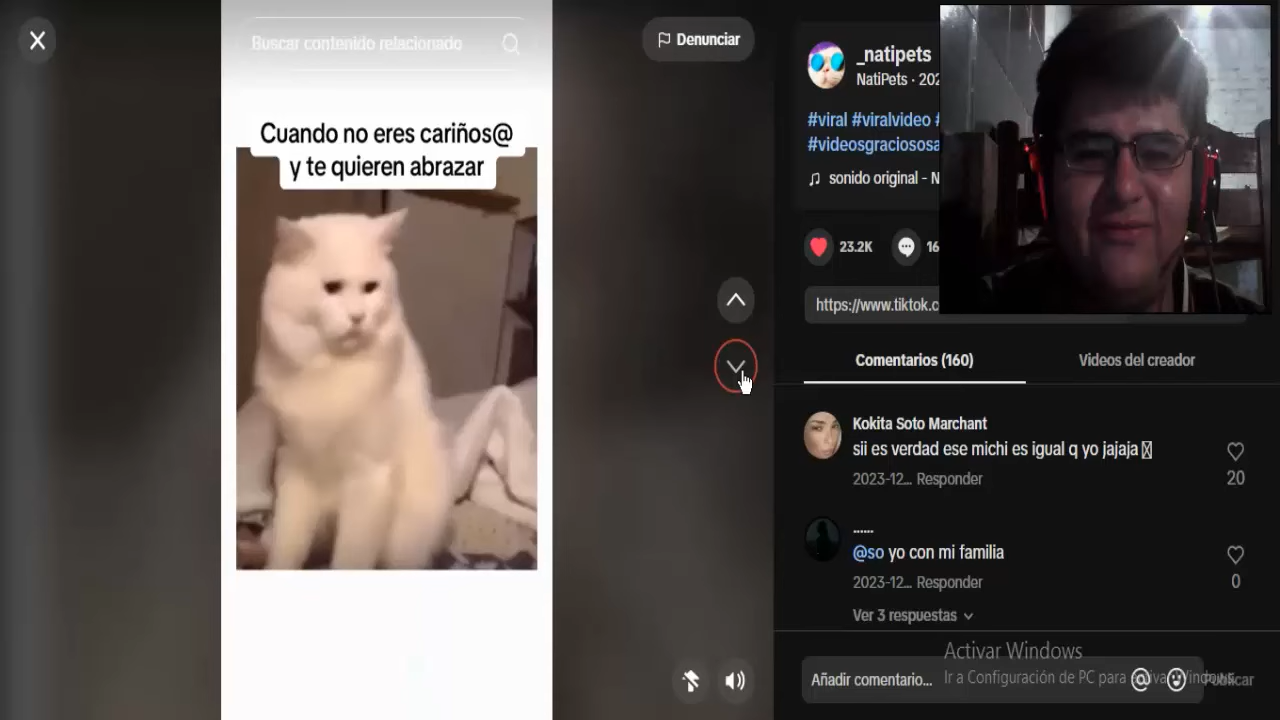 Buscar contenido relacionado
Denunciar
Cuando no eres cariños@
y te quieren abrazar
_natipets
NatiPets · 202
#viral #viralvideo #
#videosgraciososa
sonido original - N
23.2K
16
https://www.tiktok.c
Comentarios (160)
Videos del creador
Kokita Soto Marchant
sii es verdad ese michi es igual q yo jajaja
2023-12... Responder
20
......
@so yo con mi familia
2023-12... Responder
0
Ver 3 respuestas
Activar Windows
Ir a Configuración de PC para activar Windows.
Añadir comentario...
Publicar